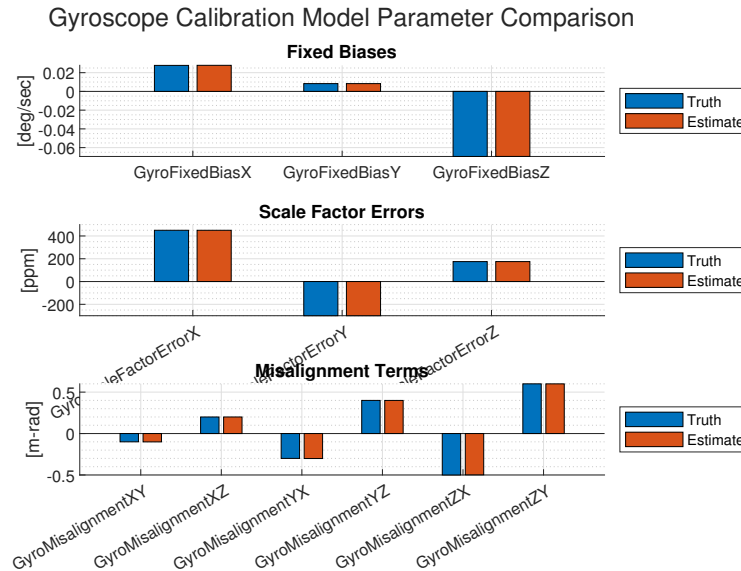 Gyroscope Calibration Model Parameter Comparison
Fixed Biases
[deg/sec]
0.02
0
-0.02
-0.04
-0.06
GyroFixedBiasX GyroFixedBiasY GyroFixedBiasZ
Truth
Estimate
Scale Factor Errors
[ppm]
400
200
0
-200
Truth
Estimate
Misalignment Terms
[m-rad]
0.5
0
-0.5
GyroMisalignmentXY GyroMisalignmentXZ GyroMisalignmentYX GyroMisalignmentYZ GyroMisalignmentZX GyroMisalignmentZY
Truth
Estimate